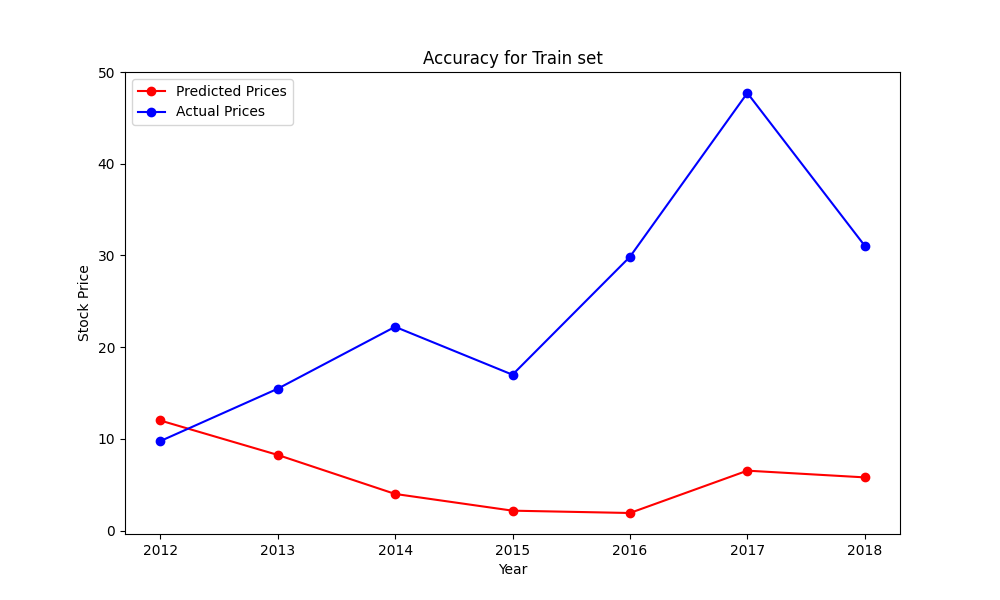 Accuracy for Train set
Predicted Prices
Actual Prices
50
40
30
20
10
0
Stock Price
2012 2013 2014 2015 2016 2017 2018
Year